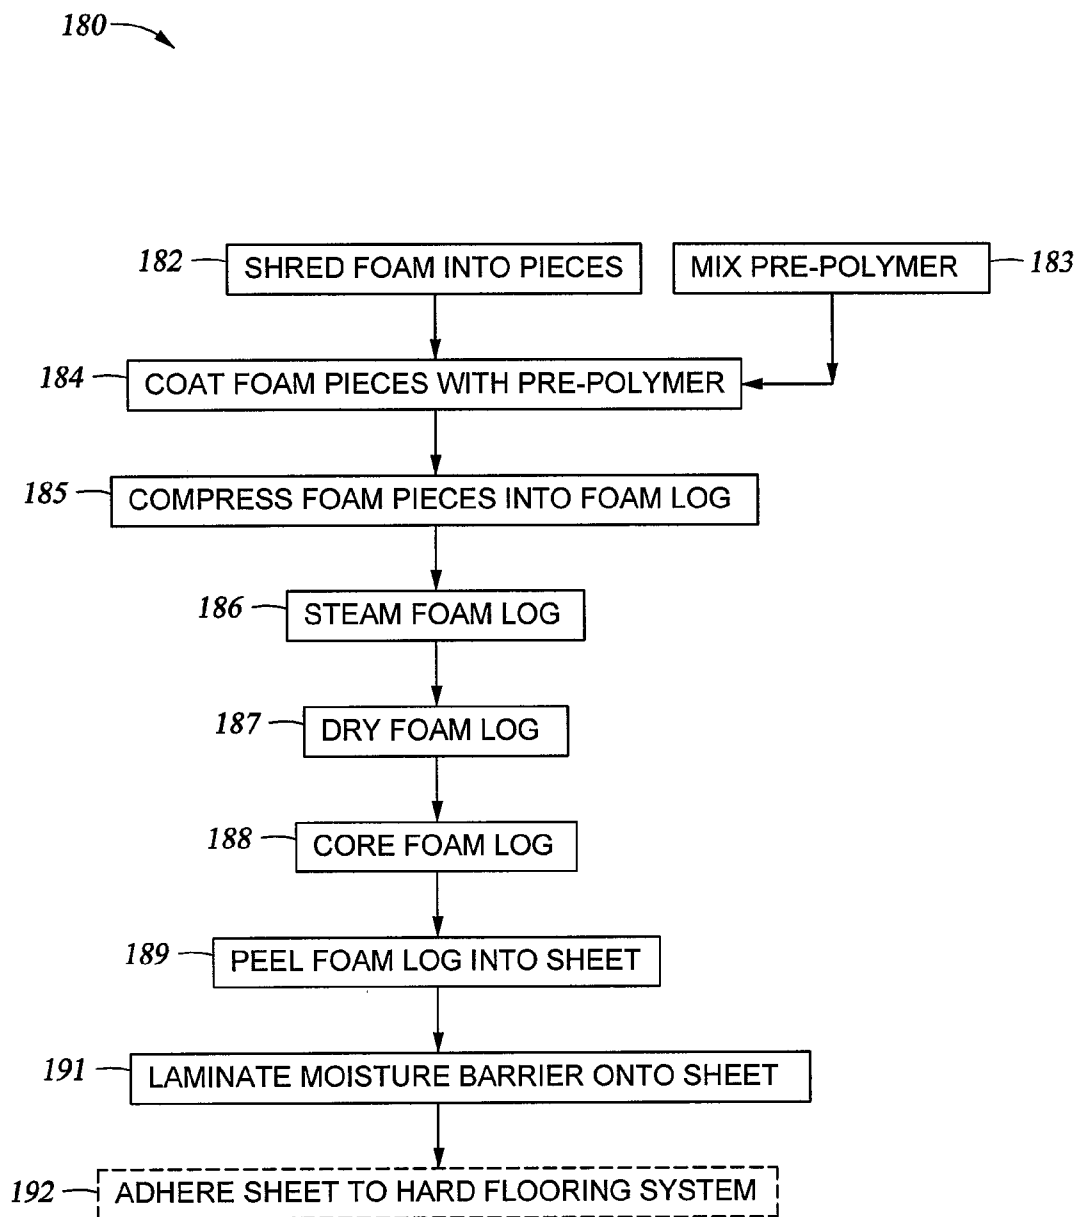 180
182 SHRED FOAM INTO PIECES MIX PRE-POLYMER 183
184 COAT FOAM PIECES WITH PRE-POLYMER
185 COMPRESS FOAM PIECES INTO FOAM LOG
186 STEAM FOAM LOG
187 DRY FOAM LOG
188 CORE FOAM LOG
189 PEEL FOAM LOG INTO SHEET
191 LAMINATE MOISTURE BARRIER ONTO SHEET
192 ADHERE SHEET TO HARD FLOORING SYSTEM